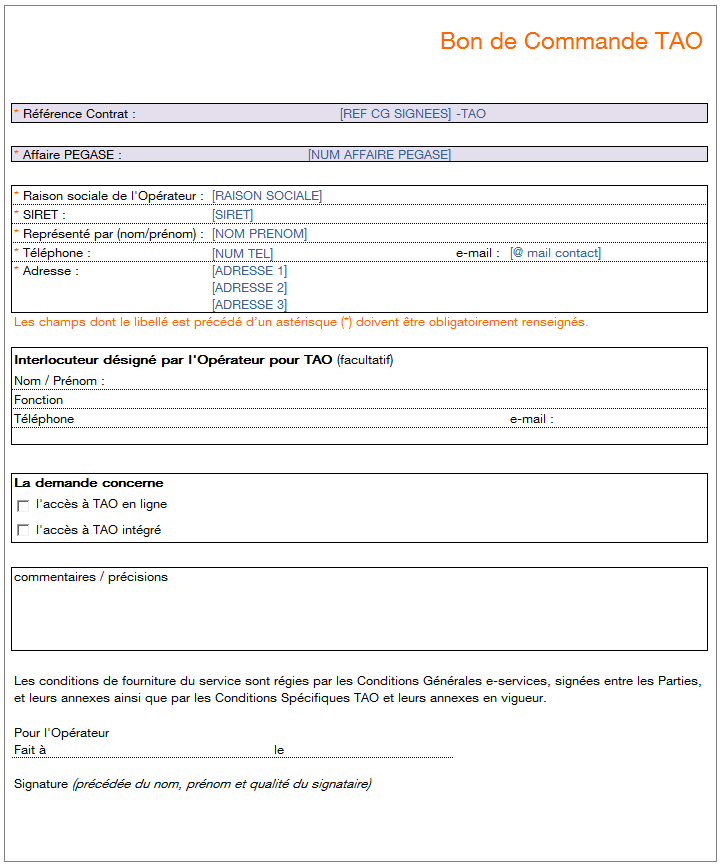 Bon de Commande TAO
* Référence Contrat : [REF CG SIGNEES] -TAO
* Affaire PEGASE : [NUM AFFAIRE PEGASE]
* Raison sociale de l'Opérateur : [RAISON SOCIALE]
* SIRET : [SIRET]
* Représenté par (nom/prénom) : [NOM PRENOM]
* Téléphone : [NUM TEL] e-mail : [@ mail contact]
* Adresse : [ADRESSE 1]
[ADRESSE 2]
[ADRESSE 3]
Les champs dont le libellé est précédé d'un astérisque (*) doivent être obligatoirement renseignés.
Interlocuteur désigné par l'Opérateur pour TAO (facultatif)
Nom / Prénom :
Fonction
Téléphone e-mail :
La demande concerne
l'accès à TAO en ligne
l'accès à TAO intégré
commentaires / précisions
Les conditions de fourniture du service sont régies par les Conditions Générales e-services, signées entre les Parties,
et leurs annexes ainsi que par les Conditions Spécifiques TAO et leurs annexes en vigueur.
Pour l'Opérateur
Fait à le
Signature (précédée du nom, prénom et qualité du signataire)